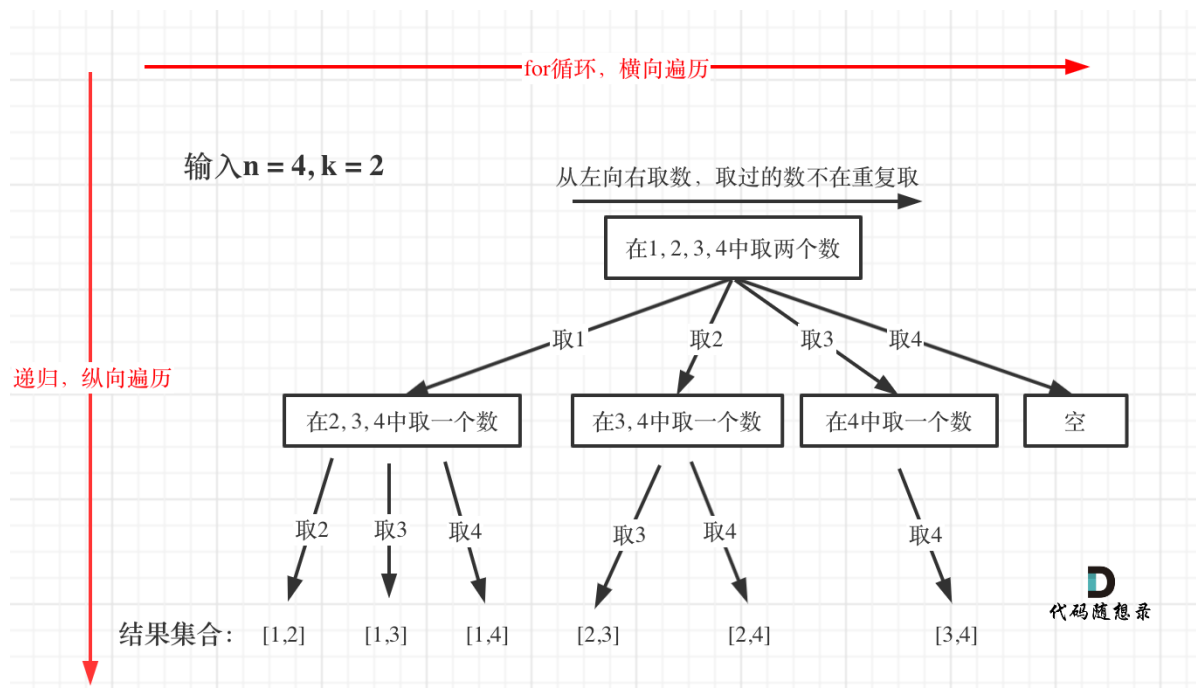 for循环，横向遍历
输入n = 4, k = 2
从左向右取数，取过的数不在重复取
在1, 2, 3, 4中取两个数
取1
取2
取3
取4
递归，纵向遍历
在2, 3, 4中取一个数
在3, 4中取一个数
在4中取一个数
空
取2
取3
取4
取3
取4
取4
代码随想录
结果集合： [1,2] [1,3] [1,4] [2,3] [2,4] [3,4]